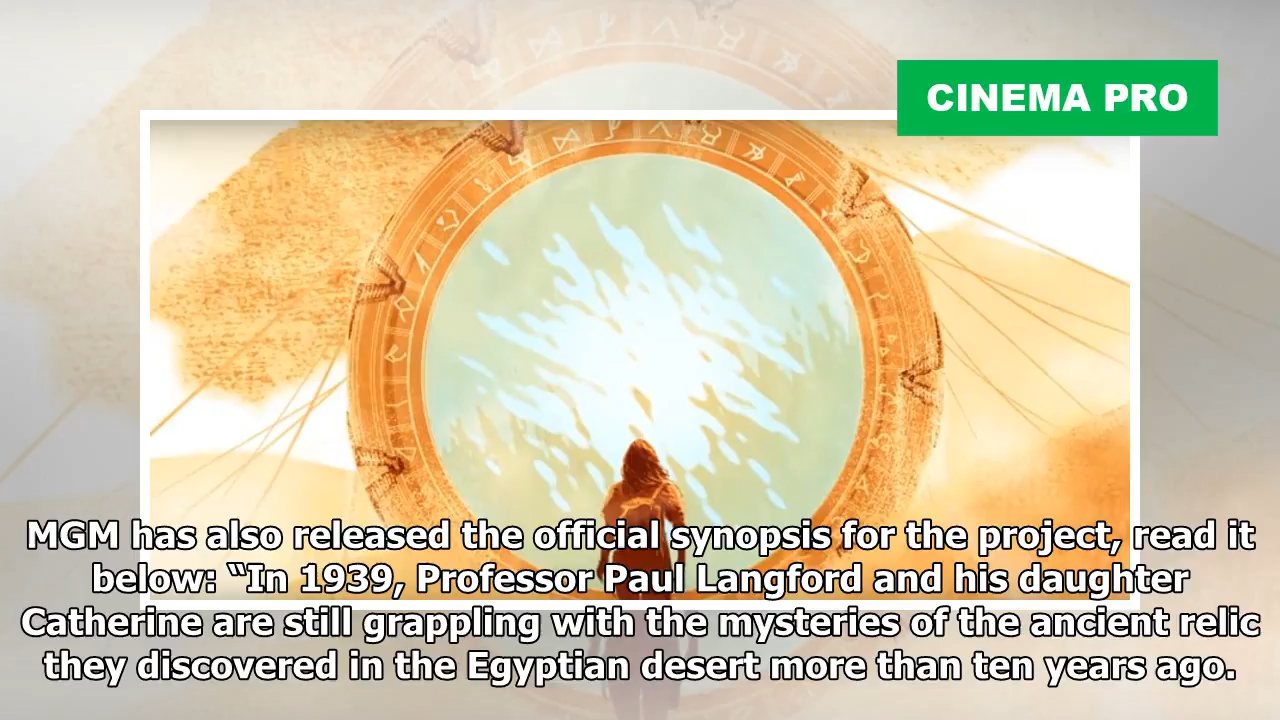 CINEMA PRO
MGM has also released the official synopsis for the project, read it
below: “In 1939, Professor Paul Langford and his daughter
Catherine are still grappling with the mysteries of the ancient relic
they discovered in the Egyptian desert more than ten years ago.